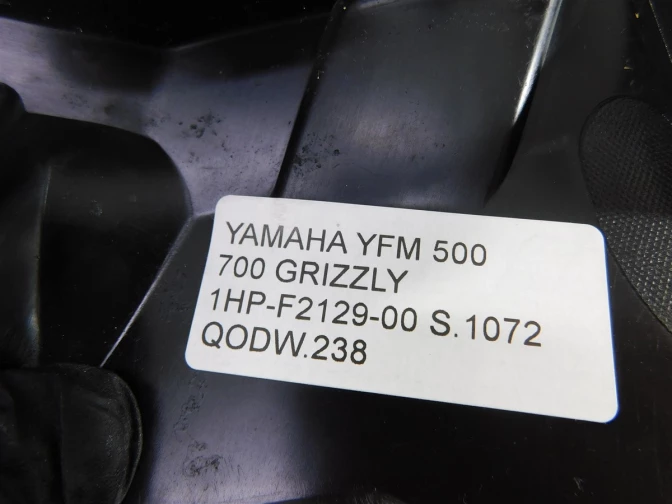 YAMAHA YFM 500
700 GRIZZLY
1HP-F2129-00 S.1072
QODW.238